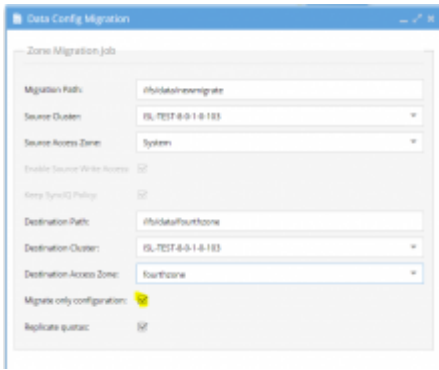 Data Config Migration
Zone Migration Job
Migration Path: /ifs/data/newmigrate
Source Cluster: ISL-TEST-8-0-1-0-103
Source Access Zone: System
Enable Source Write Access:
Keep SyncIQ Policy:
Destination Path: /ifs/data/fourthzone
Destination Cluster: ISL-TEST-8-0-1-0-103
Destination Access Zone: fourthzone
Migrate only configuration:
Replicate quotas: